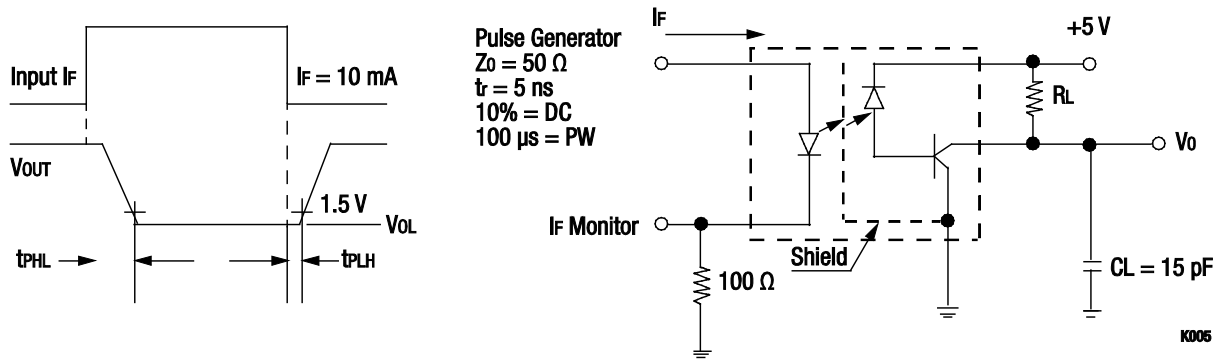 Input IF
IF = 10 mA
VOUT
1.5 V
VOL
tPHL
tPLH
Pulse Generator
Z0 = 50 Ω
tr = 5 ns
10% = DC
100 µs = PW
IF
+5 V
RL
V0
IF Monitor
Shield
100 Ω
CL = 15 pF
K005